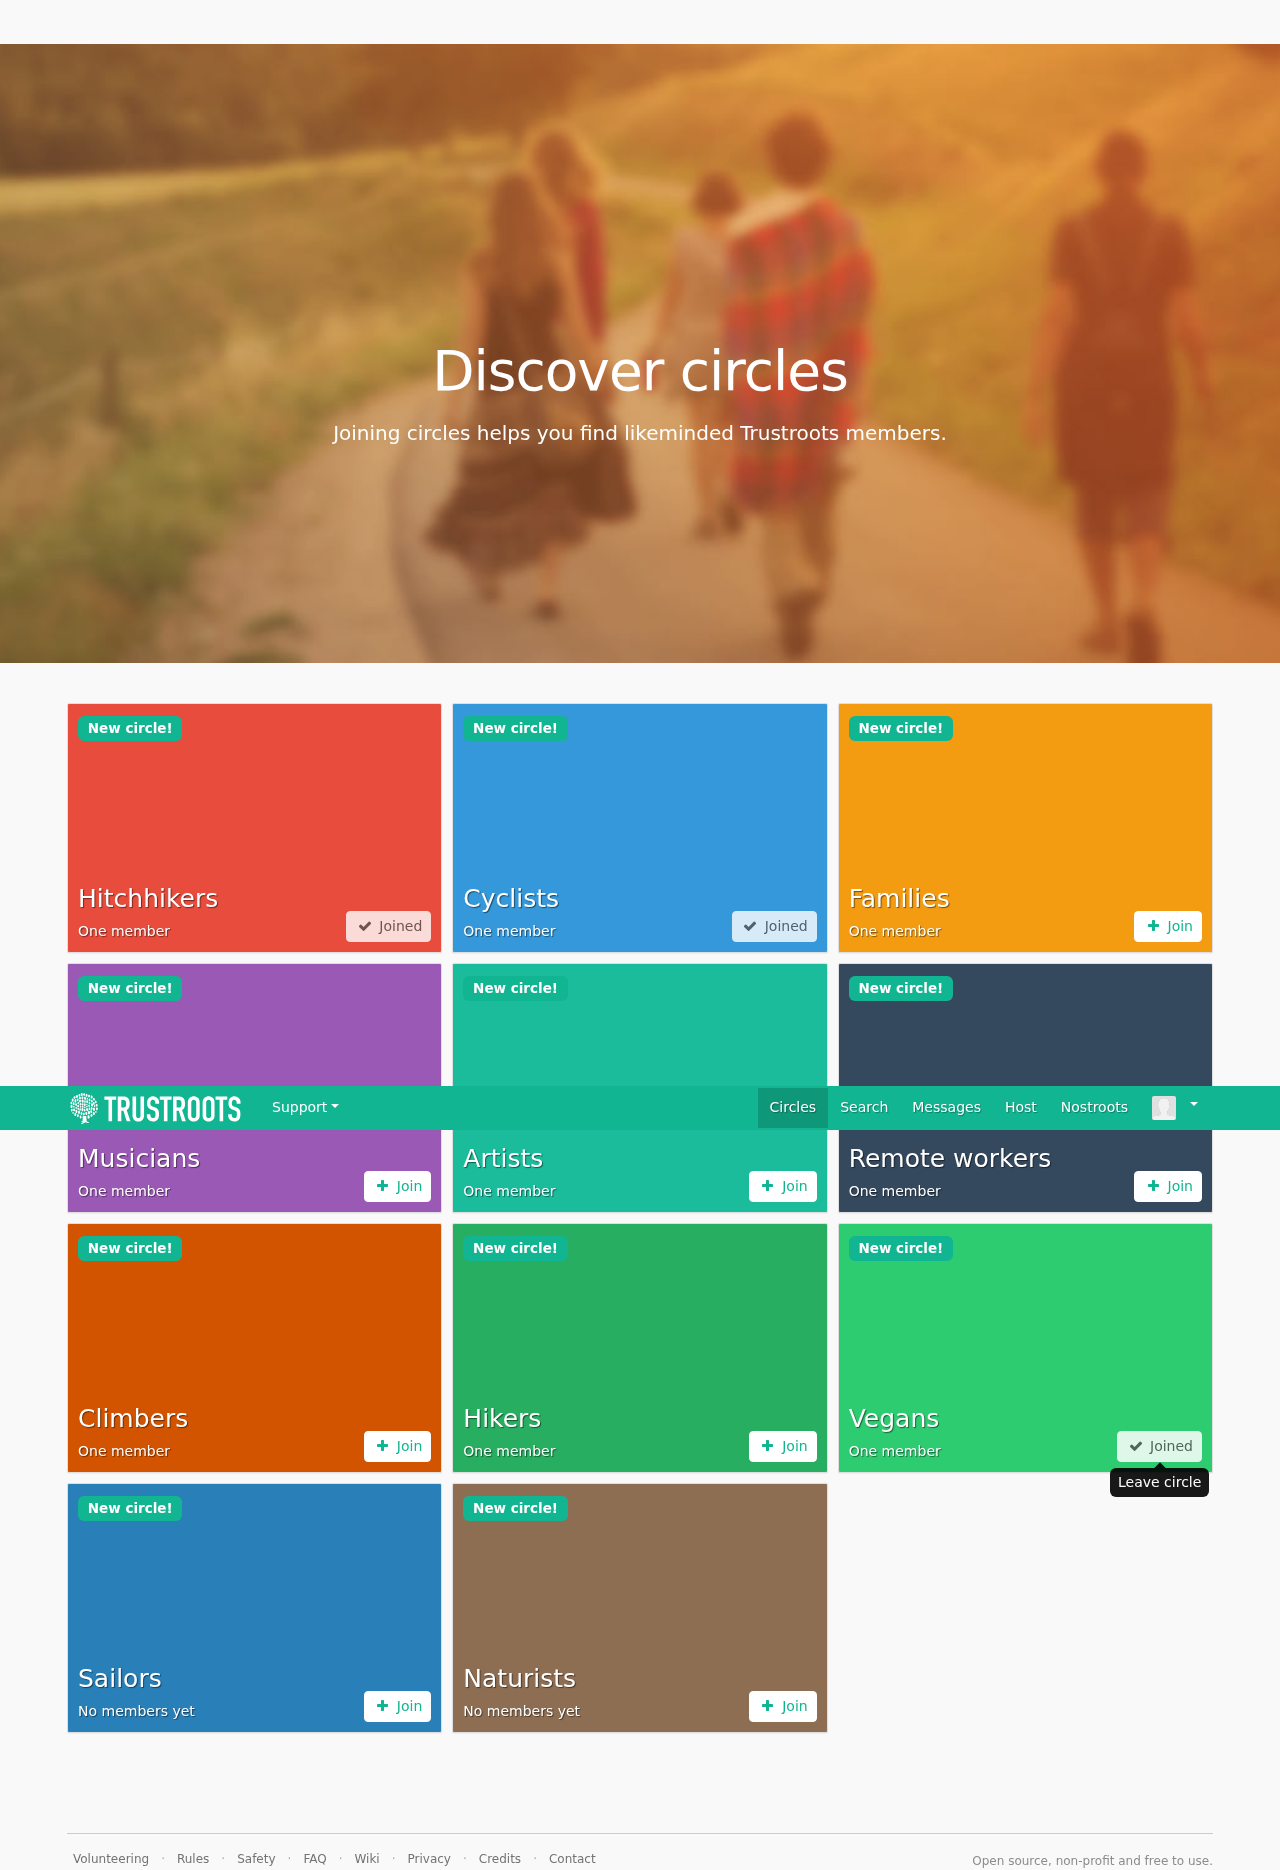 Discover circles
Joining circles helps you find likeminded Trustroots members.
New circle!
Hitchhikers
One member
Joined
New circle!
Cyclists
One member
Joined
New circle!
Families
One member
Join
New circle!
New circle!
New circle!
TRUSTROOTS Support Circles Search Messages Host Nostroots
Musicians
One member
Join
Artists
One member
Join
Remote workers
One member
Join
New circle!
Climbers
One member
Join
New circle!
Hikers
One member
Join
New circle!
Vegans
One member
Joined
Leave circle
New circle!
Sailors
No members yet
Join
New circle!
Naturists
No members yet
Join
Volunteering · Rules · Safety · FAQ · Wiki · Privacy · Credits · Contact
Open source, non-profit and free to use.